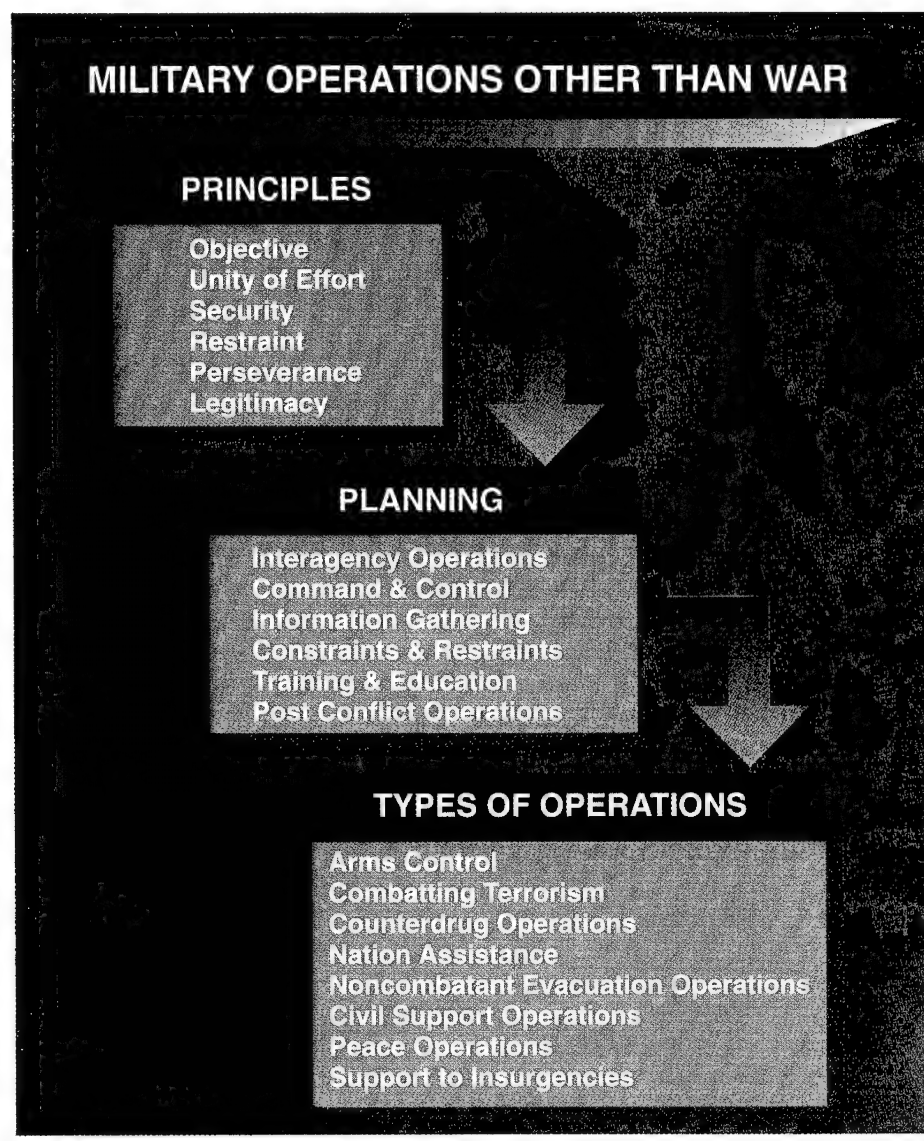 MILITARY OPERATIONS OTHER THAN WAR
PRINCIPLES
Objective
Unity of Effort
Security
Restraint
Perseverance
Legitimacy
PLANNING
Interagency Operations
Command & Control
Information Gathering
Constraints & Restraints
Training & Education
Post Conflict Operations
TYPES OF OPERATIONS
Arms Control
Combatting Terrorism
Counterdrug Operations
Nation Assistance
Noncombatant Evacuation Operations
Civil Support Operations
Peace Operations
Support to Insurgencies